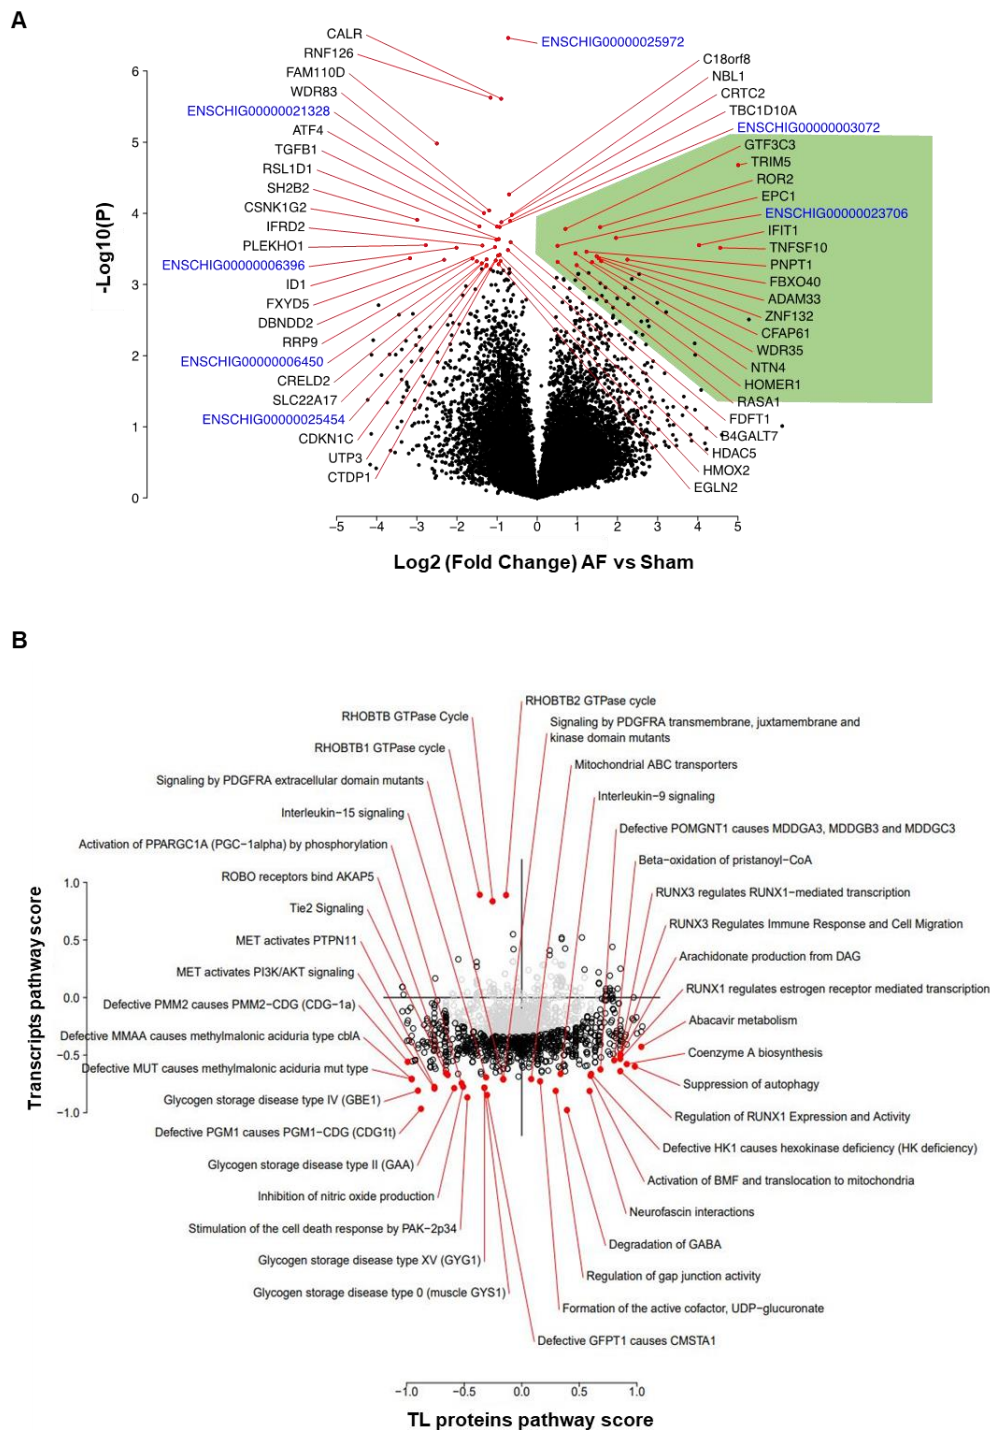 A
CALR
RNF126
FAM110D
WDR83
ENSCHIG00000021328
ATF4
TGFB1
RSL1D1
SH2B2
CSNK1G2
IFRD2
PLEKHO1
ENSCHIG00000006396
ID1
FXYD5
DBNDD2
RRP9
ENSCHIG00000006450
CRELD2
SLC22A17
ENSCHIG00000025454
CDKN1C
UTP3
CTDP1
ENSCHIG00000025972
C18orf8
NBL1
CRTC2
TBC1D10A
ENSCHIG00000003072
GTF3C3
TRIM5
ROR2
EPC1
ENSCHIG00000023706
IFIT1
TNFSF10
PNPT1
FBXO40
ADAM33
ZNF132
CFAP61
WDR35
NTN4
HOMER1
RASA1
FDFT1
B4GALT7
HDAC5
HMOX2
EGLN2
-Log10(P)
6
5
4
3
2
1
0
−5 −4 −3 −2 −1 0 1 2 3 4 5
Log2 (Fold Change) AF vs Sham
B
RHOBTB GTPase Cycle
RHOBTB1 GTPase cycle
Signaling by PDGFRA extracellular domain mutants
Interleukin−15 signaling
Activation of PPARGC1A (PGC−1alpha) by phosphorylation
ROBO receptors bind AKAP5
Tie2 Signaling
MET activates PTPN11
MET activates PI3K/AKT signaling
Defective PMM2 causes PMM2−CDG (CDG−1a)
Defective MMAA causes methylmalonic aciduria type cblA
Defective MUT causes methylmalonic aciduria mut type
Glycogen storage disease type IV (GBE1)
Defective PGM1 causes PGM1−CDG (CDG1t)
Glycogen storage disease type II (GAA)
Inhibition of nitric oxide production
Stimulation of the cell death response by PAK−2p34
Glycogen storage disease type XV (GYG1)
Glycogen storage disease type 0 (muscle GYS1)
RHOBTB2 GTPase cycle
Signaling by PDGFRA transmembrane, juxtamembrane and
kinase domain mutants
Mitochondrial ABC transporters
Interleukin−9 signaling
Defective POMGNT1 causes MDDGA3, MDDGB3 and MDDGC3
Beta−oxidation of pristanoyl−CoA
RUNX3 regulates RUNX1−mediated transcription
RUNX3 Regulates Immune Response and Cell Migration
Arachidonate production from DAG
RUNX1 regulates estrogen receptor mediated transcription
Abacavir metabolism
Coenzyme A biosynthesis
Suppression of autophagy
Regulation of RUNX1 Expression and Activity
Defective HK1 causes hexokinase deficiency (HK deficiency)
Activation of BMF and translocation to mitochondria
Neurofascin interactions
Degradation of GABA
Regulation of gap junction activity
Formation of the active cofactor, UDP−glucuronate
Defective GFPT1 causes CMSTA1
Transcripts pathway score
1.0
0.5
0.0
−0.5
−1.0
−1.0 −0.5 0.0 0.5 1.0
TL proteins pathway score